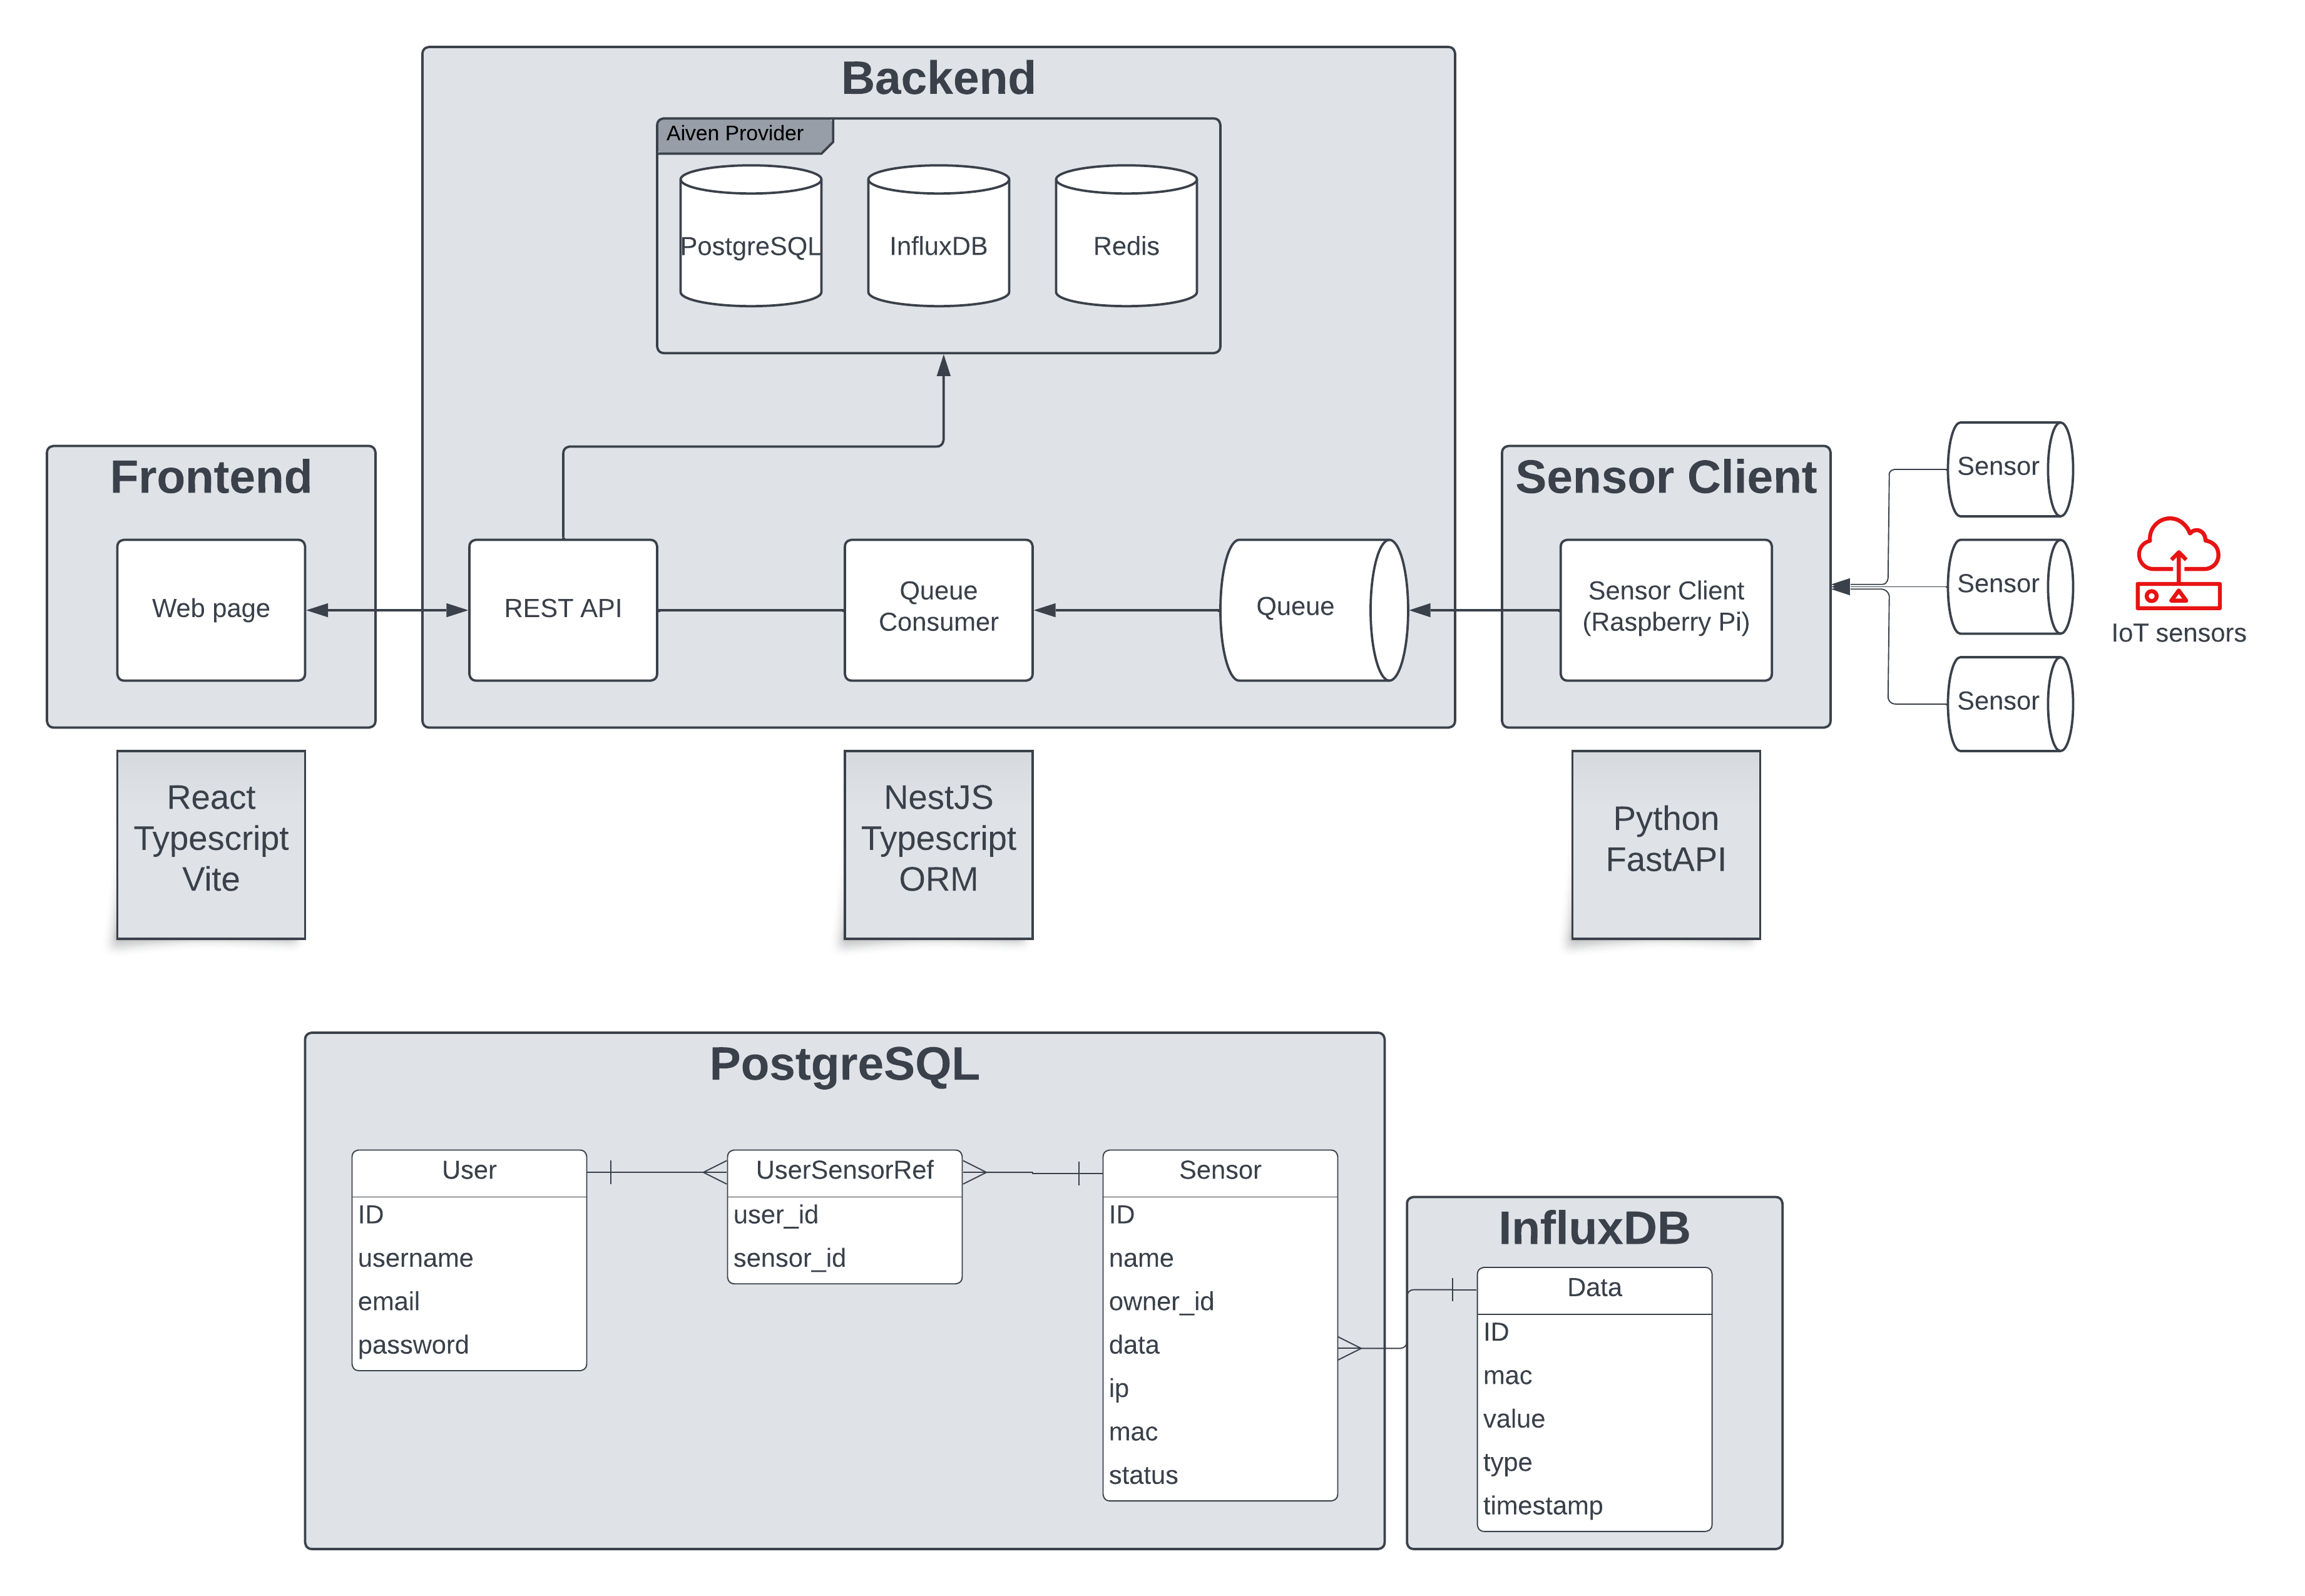 Backend
Aiven Provider
PostgreSQL
InfluxDB
Redis
Frontend
Web page
REST API
Queue
Consumer
Queue
Sensor Client
Sensor Client
(Raspberry Pi)
Sensor
Sensor
Sensor
IoT sensors
React
Typescript
Vite
NestJS
Typescript
ORM
Python
FastAPI
PostgreSQL
User
ID
username
email
password
UserSensorRef
user_id
sensor_id
Sensor
ID
name
owner_id
data
ip
mac
status
InfluxDB
Data
ID
mac
value
type
timestamp